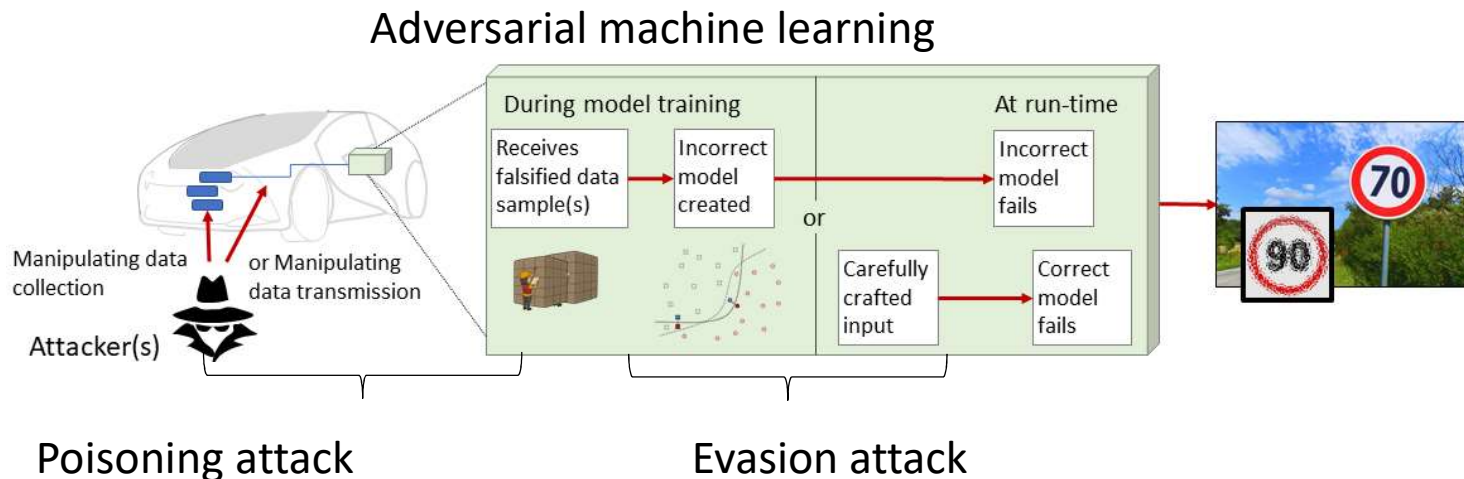 Adversarial machine learning
During model training
At run-time
Receives
falsified data
sample(s)
Incorrect
model
created
Incorrect
model
fails
or
Carefully
crafted
input
Correct
model
fails
70
90
Manipulating data
collection
or Manipulating
data transmission
Attacker(s)
Poisoning attack
Evasion attack